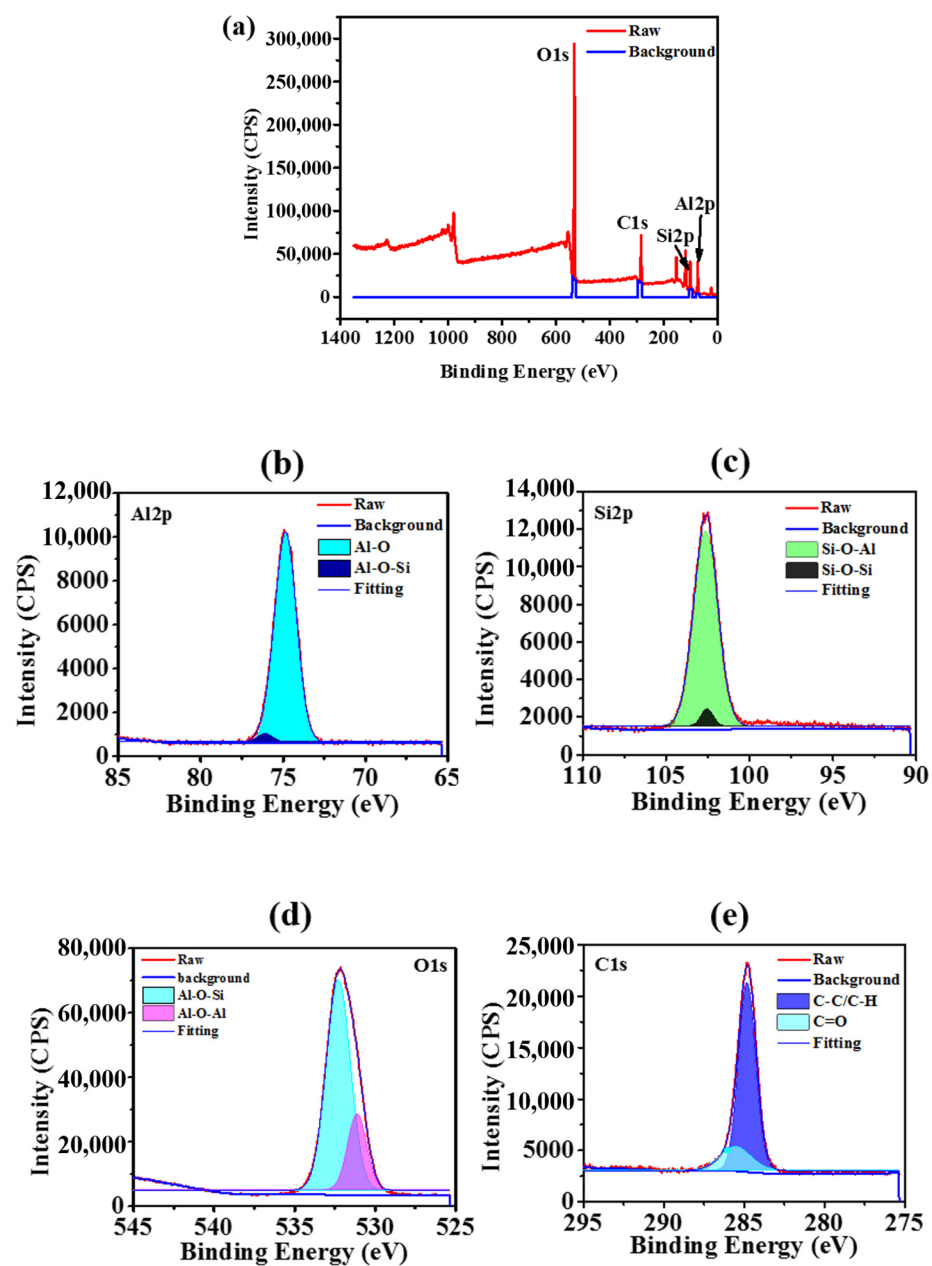 (a)
300,000
250,000
200,000
150,000
100,000
50,000
0
Intensity (CPS)
O1s
Raw
Background
C1s
Al2p
Si2p
1400 1200 1000 800 600 400 200 0
Binding Energy (eV)
(b)
12,000
10,000
8000
6000
4000
2000
0
Intensity (CPS)
Al2p
Raw
Background
Al-O
Al-O-Si
Fitting
85 80 75 70 65
Binding Energy (eV)
(c)
14,000
12,000
10,000
8000
6000
4000
2000
0
Intensity (CPS)
Si2p
Raw
Background
Si-O-Al
Si-O-Si
Fitting
110 105 100 95 90
Binding Energy (eV)
(d)
80,000
60,000
40,000
20,000
0
Intensity (CPS)
Raw
background
Al-O-Si
Al-O-Al
Fitting
O1s
545 540 535 530 525
Binding Energy (eV)
(e)
25,000
20,000
15,000
10,000
5000
0
Intensity (CPS)
C1s
Raw
Background
C-C/C-H
C=O
Fitting
295 290 285 280 275
Binding Energy (eV)